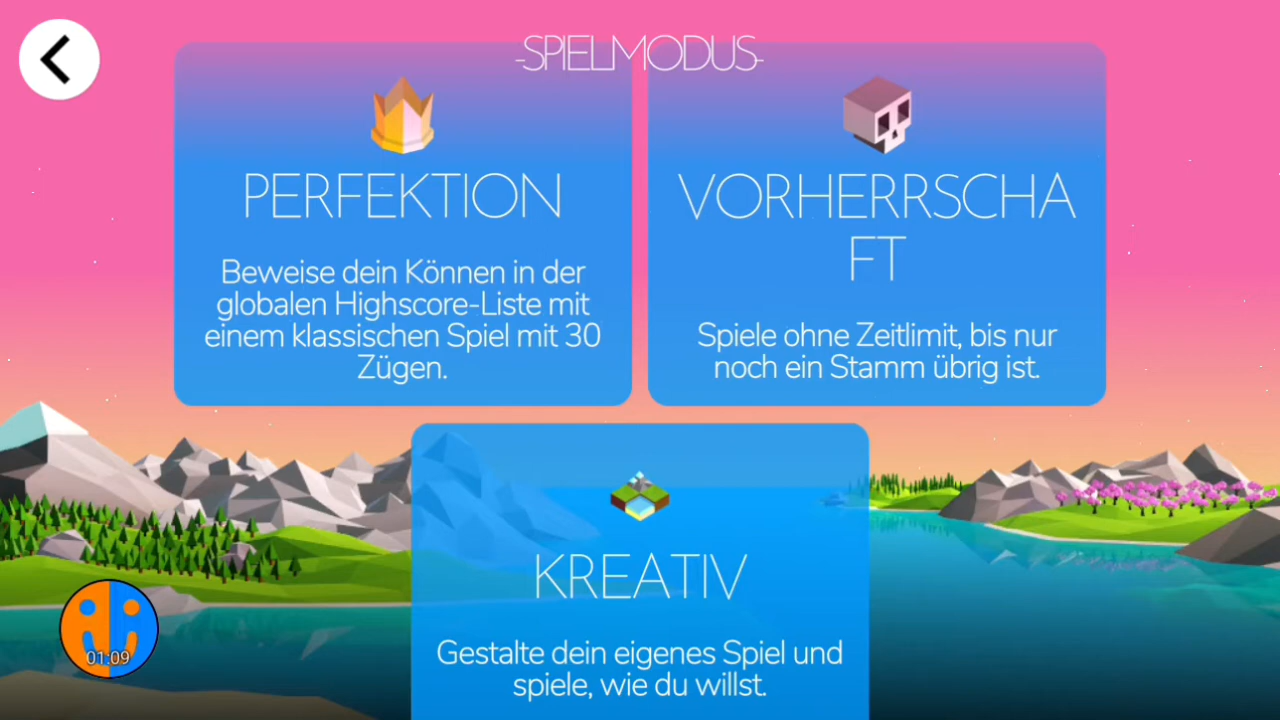 -SPIELMODUS-
PERFEKTION
Beweise dein Können in der
globalen Highscore-Liste mit
einem klassischen Spiel mit 30
Zügen.
VORHERRSCHA
FT
Spiele ohne Zeitlimit, bis nur
noch ein Stamm übrig ist.
KREATIV
Gestalte dein eigenes Spiel und
spiele, wie du willst.
01:09